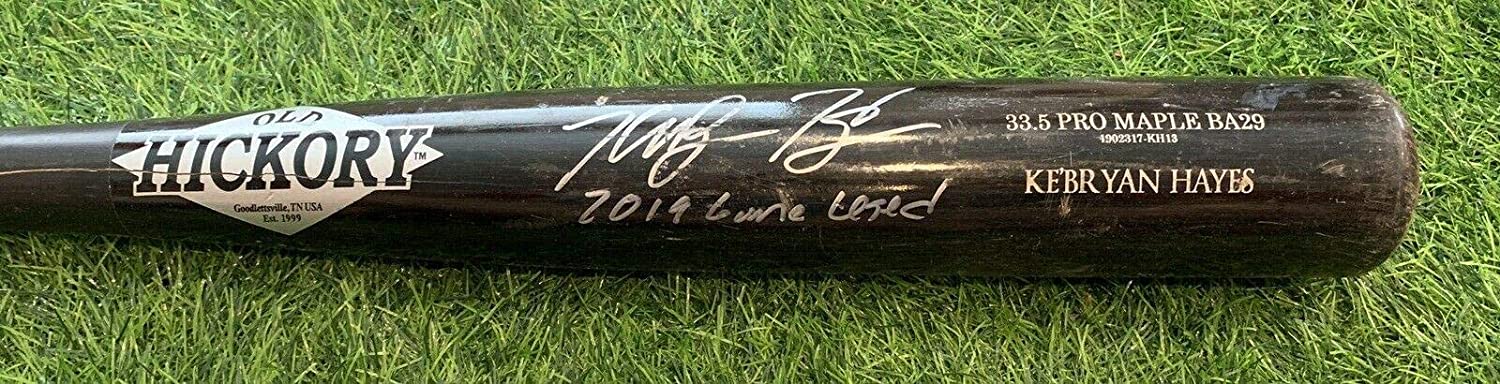 OLD
HICKORY™
Goodlettsville, TN USA
Est. 1999
2019 Game Used
33.5 PRO MAPLE BA29
1902317-KH13
KE'BRYAN HAYES